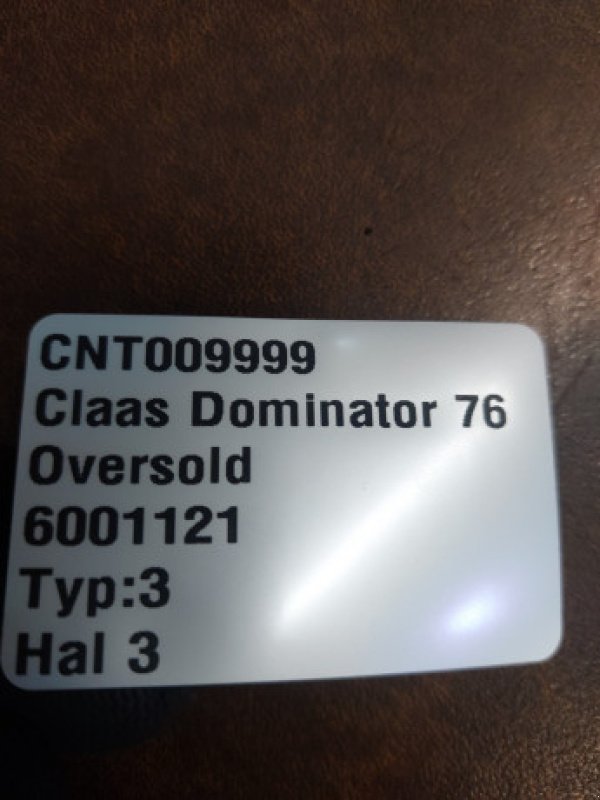 CNT009999
Claas Dominator 76
Oversold
6001121
Typ:3
Hal 3